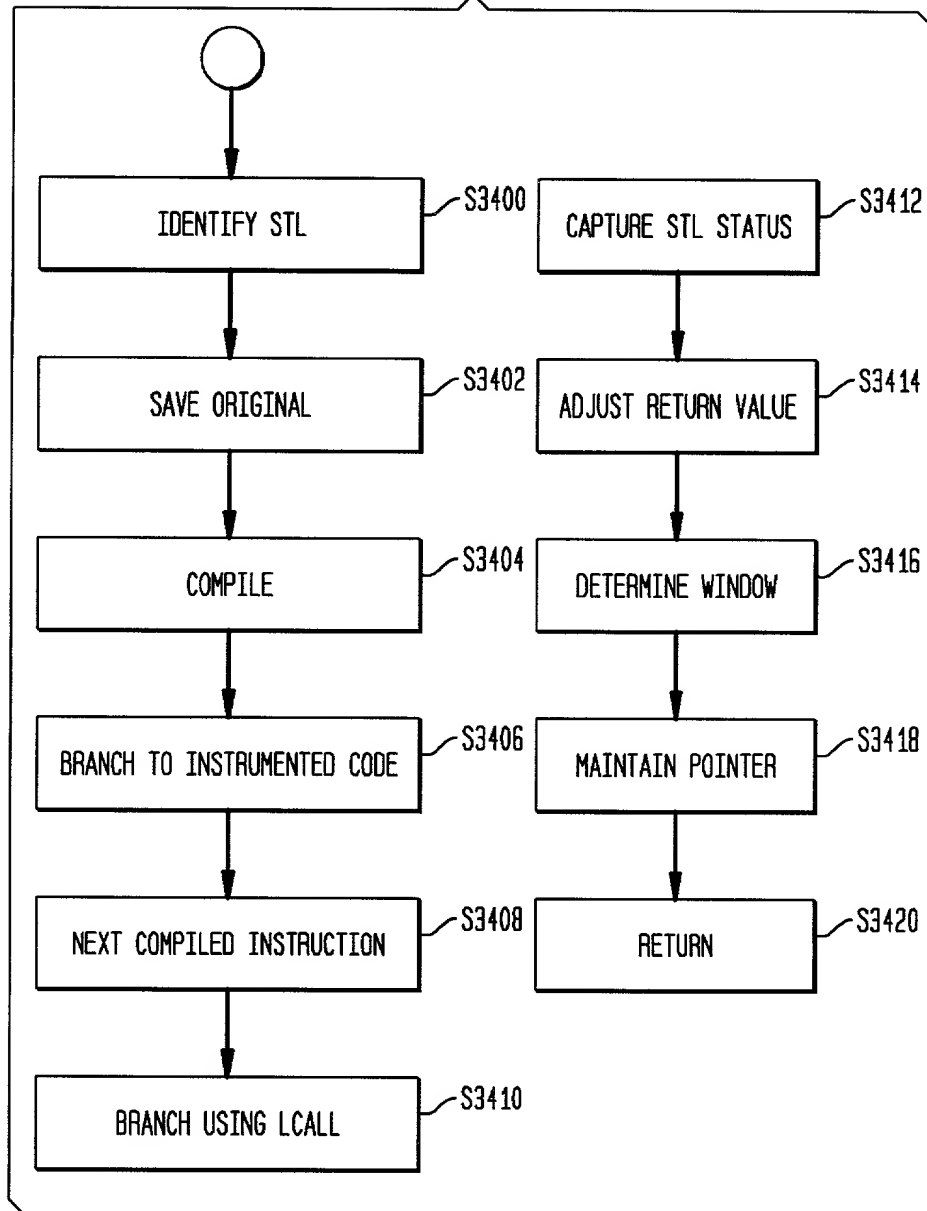 IDENTIFY STL
S3400
SAVE ORIGINAL
S3402
COMPILE
S3404
BRANCH TO INSTRUMENTED CODE
S3406
NEXT COMPILED INSTRUCTION
S3408
BRANCH USING LCALL
S3410
CAPTURE STL STATUS
S3412
ADJUST RETURN VALUE
S3414
DETERMINE WINDOW
S3416
MAINTAIN POINTER
S3418
RETURN
S3420